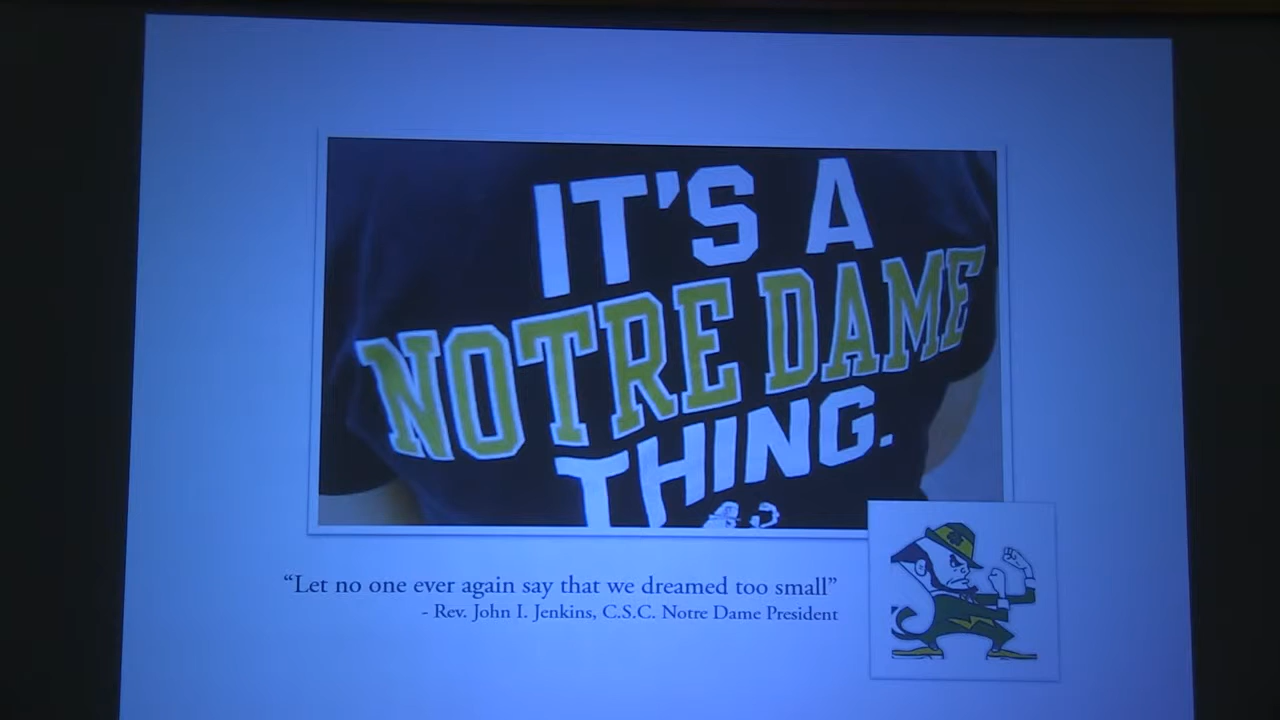 IT'S A
NOTRE DAME
THING.
“Let no one ever again say that we dreamed too small”
- Rev. John I. Jenkins, C.S.C. Notre Dame President